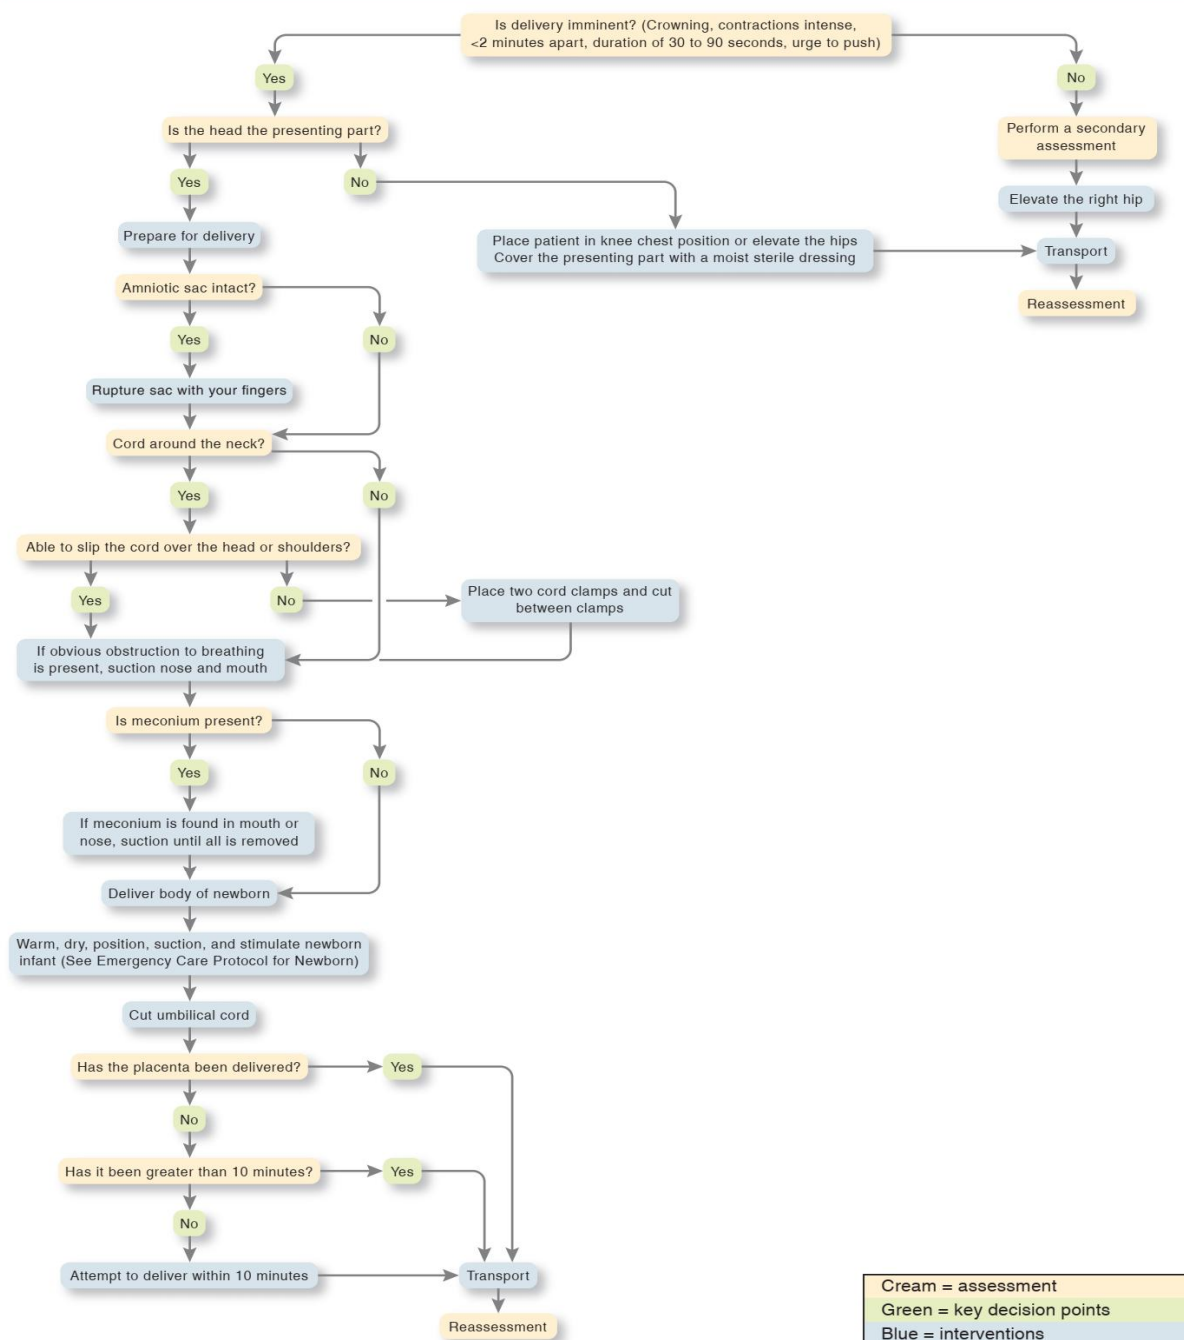 Is delivery imminent? (Crowning, contractions intense,
<2 minutes apart, duration of 30 to 90 seconds, urge to push)
Yes
No
Is the head the presenting part?
Perform a secondary
assessment
Yes
No
Elevate the right hip
Prepare for delivery
Place patient in knee chest position or elevate the hips
Cover the presenting part with a moist sterile dressing
Transport
Amniotic sac intact?
Reassessment
Yes
No
Rupture sac with your fingers
Cord around the neck?
Yes
No
Able to slip the cord over the head or shoulders?
Yes
No
Place two cord clamps and cut
between clamps
If obvious obstruction to breathing
is present, suction nose and mouth
Is meconium present?
Yes
No
If meconium is found in mouth or
nose, suction until all is removed
Deliver body of newborn
Warm, dry, position, suction, and stimulate newborn
infant (See Emergency Care Protocol for Newborn)
Cut umbilical cord
Has the placenta been delivered?
Yes
No
Has it been greater than 10 minutes?
Yes
No
Attempt to deliver within 10 minutes
Transport
Reassessment
Cream = assessment
Green = key decision points
Blue = interventions